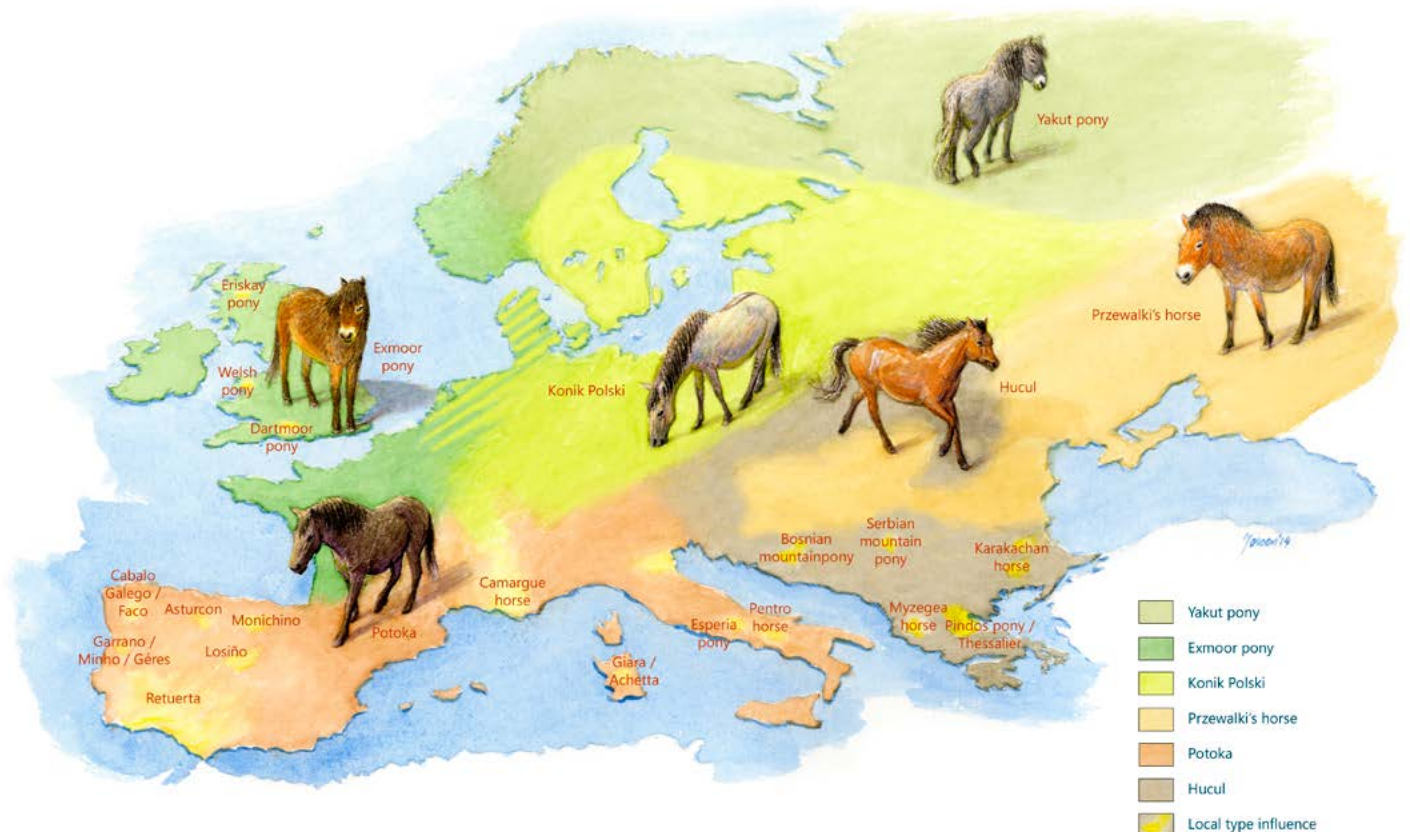 Yakut pony
Przewalki's horse
Eriskay
pony
Exmoor
pony
Welsh
pony
Dartmoor
pony
Konik Polski
Hucul
Bosnian
mountainpony
Serbian
mountain
pony
Karakachan
horse
Cabalo
Galego /
Faco
Asturcon
Monichino
Camargue
horse
Potoka
Garrano /
Minho / Géres
Losiño
Retuerta
Esperia
pony
Pentro
horse
Giara /
Achetta
Myzegea
horse
Pindos pony /
Thessalier
Yakut pony
Exmoor pony
Konik Polski
Przewalki's horse
Potoka
Hucul
Local type influence